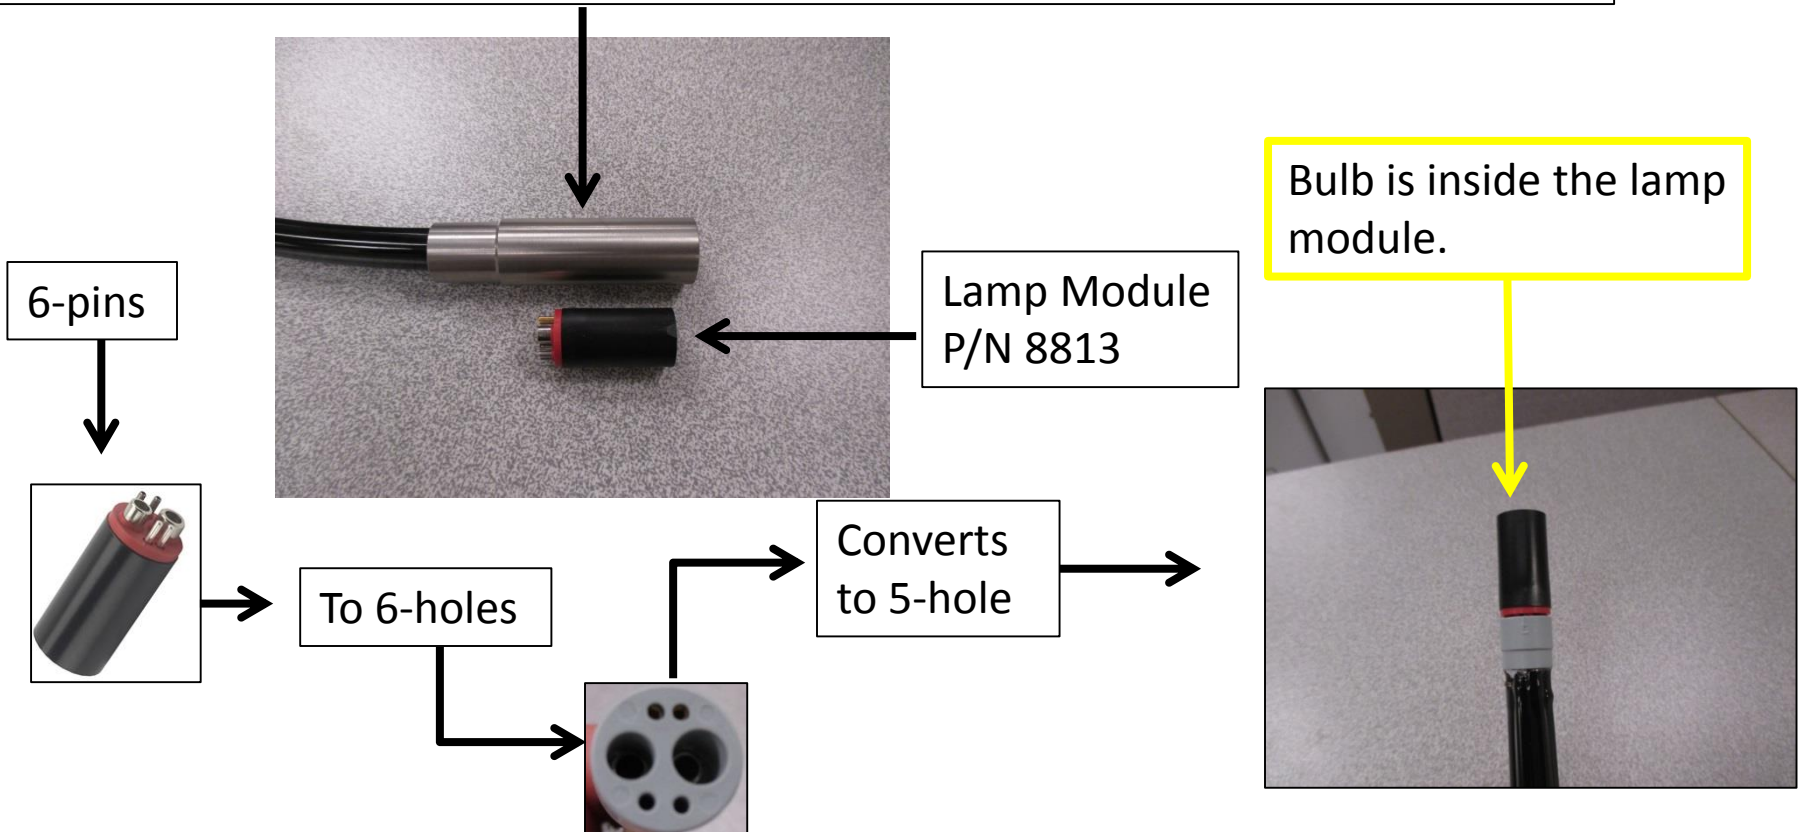 Bulb is inside the lamp
module.
6-pins
Lamp Module
P/N 8813
Converts
to 5-hole
To 6-holes